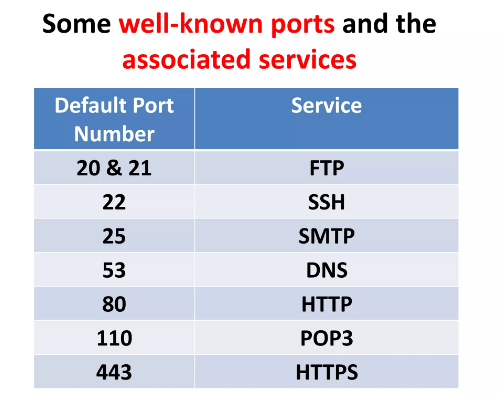 Some well-known ports and the
associated services
Default Port Service
Number
20 & 21 FTP
22 SSH
25 SMTP
53 DNS
80 HTTP
110 POP3
443 HTTPS